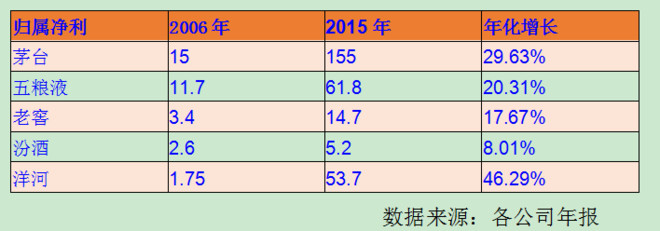 归属净利 2006年 2015年 年化增长
茅台 15 155 29.63%
五粮液 11.7 61.8 20.31%
老窖 3.4 14.7 17.67%
汾酒 2.6 5.2 8.01%
洋河 1.75 53.7 46.29%
数据来源：各公司年报